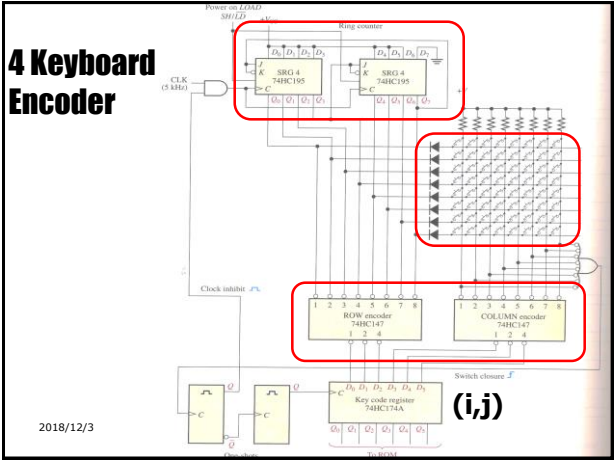 4 Keyboard
Encoder
Power on LOAD
SH/LD
Ring counter
D0 D1 D2 D3
D4 D5 D6 D7
J
K
C
SRG 4
74HC195
J
K
C
SRG 4
74HC195
Q0 Q1 Q2 Q3
Q4 Q5 Q6 Q7
CLK
(5 kHz)
Clock inhibit
1 2 3 4 5 6 7 8
ROW encoder
74HC147
1 2 4
1 2 3 4 5 6 7 8
COLUMN encoder
74HC147
1 2 4
Switch closure
Q
C
Q
Q
C
D0 D1 D2 D3 D4 D5
C
Key code register
74HC174A
Q0 Q1 Q2 Q3 Q4 Q5
To ROM
(i,j)
2018/12/3